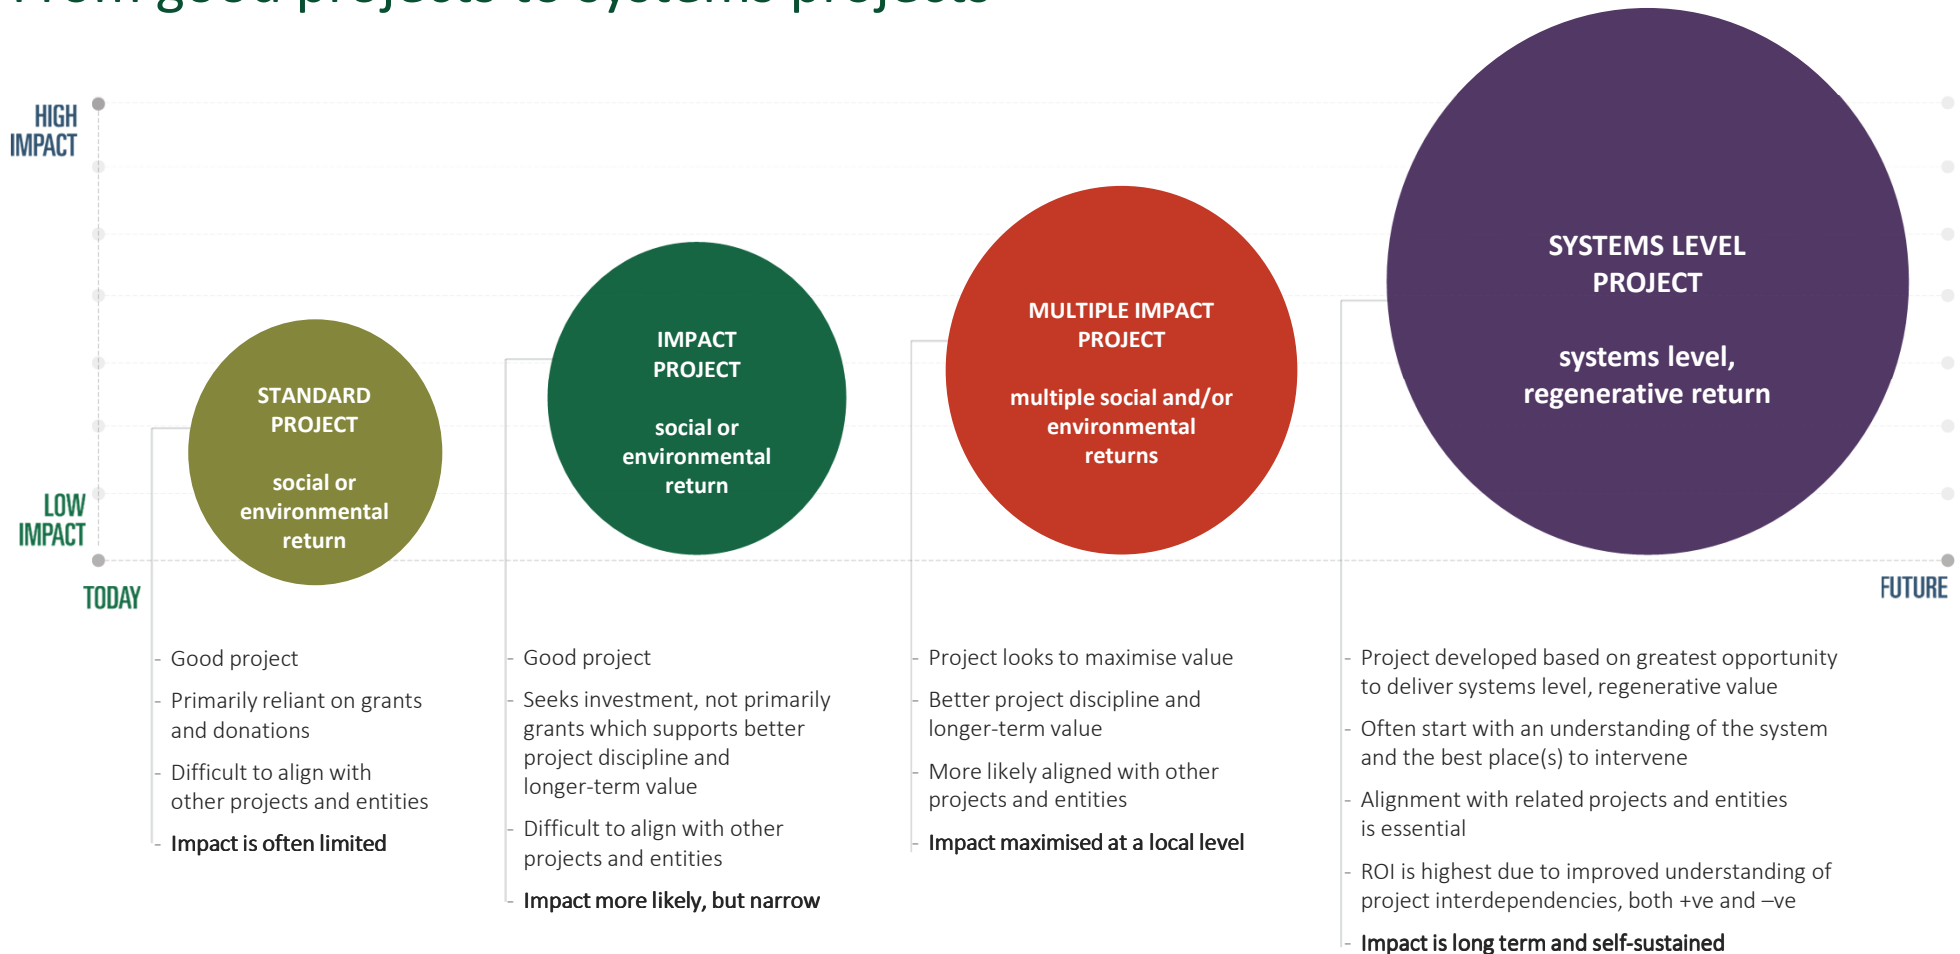 From good projects to systems projects
HIGH
IMPACT
LOW
IMPACT
TODAY
FUTURE
STANDARD
PROJECT
social or
environmental
return
- Good project
- Primarily reliant on grants
and donations
- Difficult to align with
other projects and entities
- Impact is often limited
IMPACT
PROJECT
social or
environmental
return
- Good project
- Seeks investment, not primarily
grants which supports better
project discipline and
longer-term value
- Difficult to align with other
projects and entities
- Impact more likely, but narrow
MULTIPLE IMPACT
PROJECT
multiple social and/or
environmental
returns
- Project looks to maximise value
- Better project discipline and
longer-term value
- More likely aligned with other
projects and entities
- Impact maximised at a local level
SYSTEMS LEVEL
PROJECT
systems level,
regenerative return
- Project developed based on greatest opportunity
to deliver systems level, regenerative value
- Often start with an understanding of the system
and the best place(s) to intervene
- Alignment with related projects and entities
is essential
- ROI is highest due to improved understanding of
project interdependencies, both +ve and –ve
- Impact is long term and self-sustained